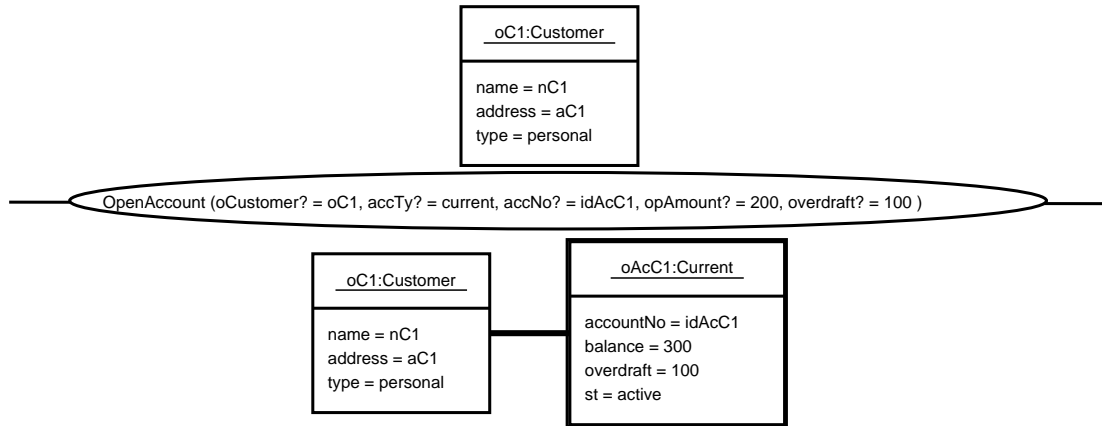 oC1:Customer
name = nC1
address = aC1
type = personal
OpenAccount (oCustomer? = oC1, accTy? = current, accNo? = idAcC1, opAmount? = 200, overdraft? = 100 )
oC1:Customer
name = nC1
address = aC1
type = personal
oAcC1:Current
accountNo = idAcC1
balance = 300
overdraft = 100
st = active